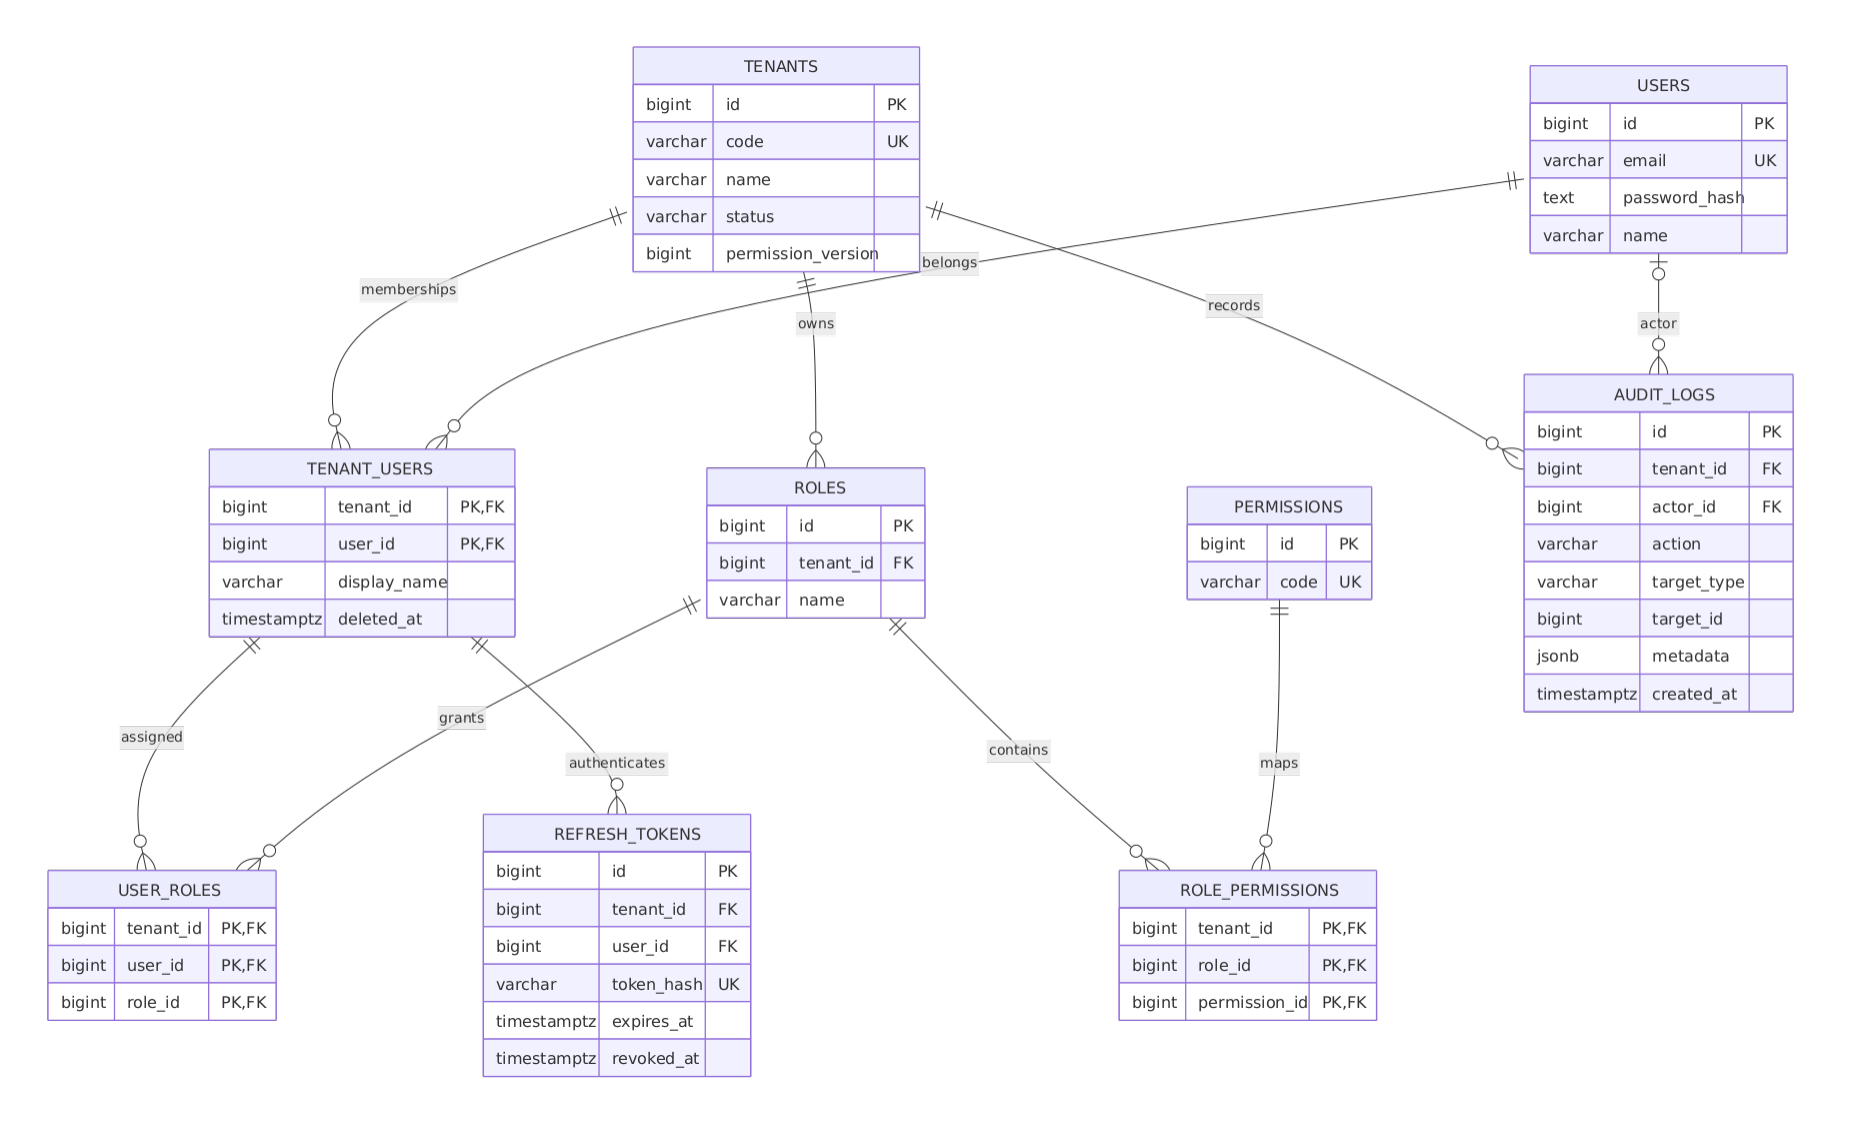 TENANTS
bigint id PK
varchar code UK
varchar name
varchar status
bigint permission_version
USERS
bigint id PK
varchar email UK
text password_hash
varchar name
memberships
belongs
owns
records
actor
TENANT_USERS
bigint tenant_id PK,FK
bigint user_id PK,FK
varchar display_name
timestamptz deleted_at
ROLES
bigint id PK
bigint tenant_id FK
varchar name
PERMISSIONS
bigint id PK
varchar code UK
AUDIT_LOGS
bigint id PK
bigint tenant_id FK
bigint actor_id FK
varchar action
varchar target_type
bigint target_id
jsonb metadata
timestamptz created_at
assigned
grants
authenticates
contains
maps
USER_ROLES
bigint tenant_id PK,FK
bigint user_id PK,FK
bigint role_id PK,FK
REFRESH_TOKENS
bigint id PK
bigint tenant_id FK
bigint user_id FK
varchar token_hash UK
timestamptz expires_at
timestamptz revoked_at
ROLE_PERMISSIONS
bigint tenant_id PK,FK
bigint role_id PK,FK
bigint permission_id PK,FK